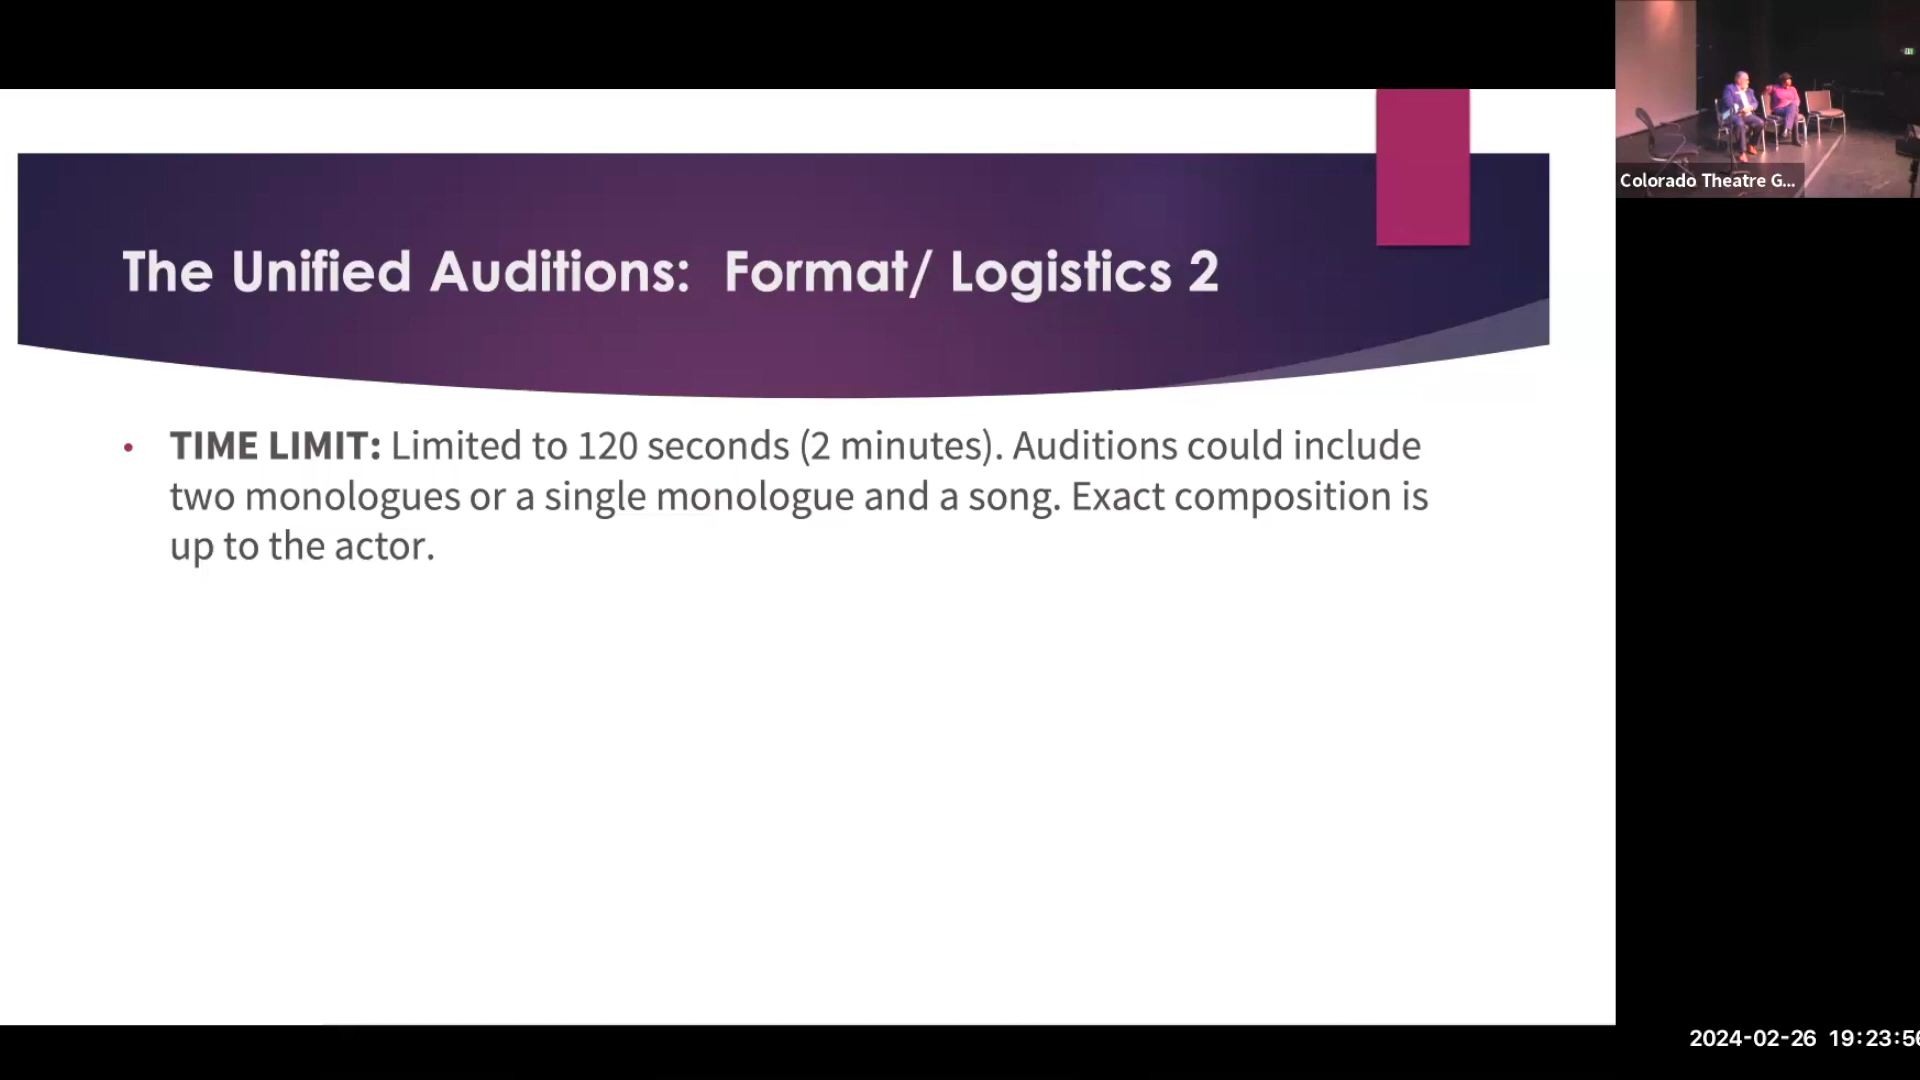 The Unified Auditions: Format/ Logistics 2
• TIME LIMIT: Limited to 120 seconds (2 minutes). Auditions could include
two monologues or a single monologue and a song. Exact composition is
up to the actor.
Colorado Theatre G...
2024-02-26 19:23:56